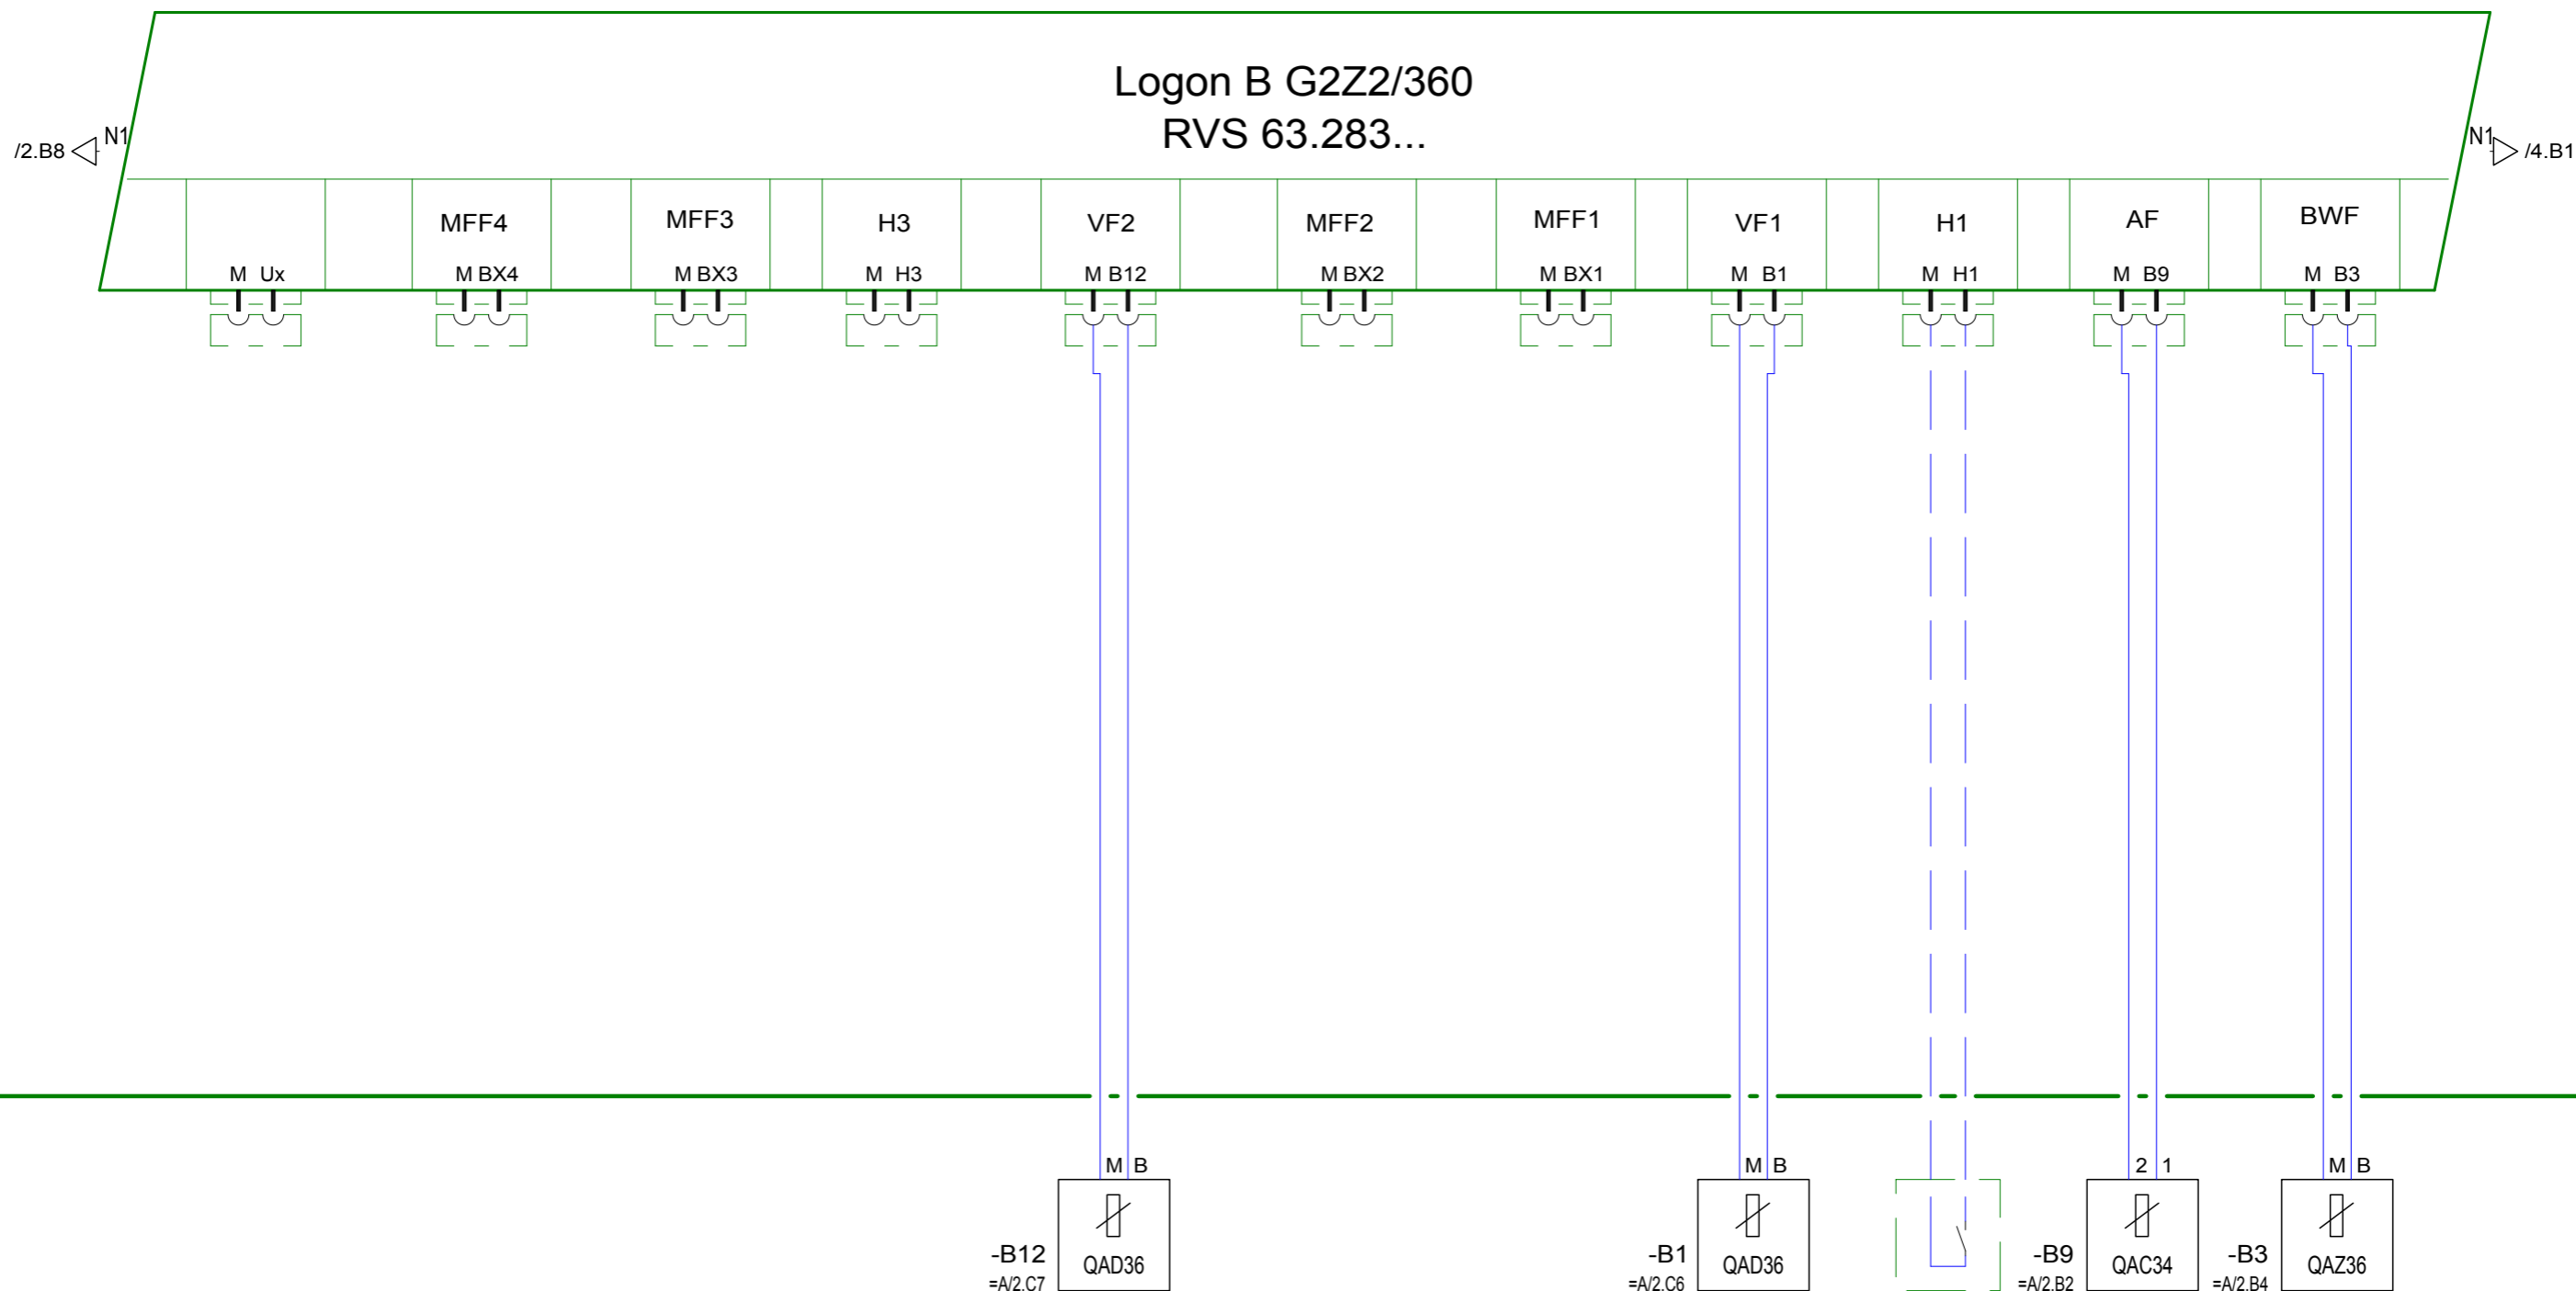 Logon B G2Z2/360
RVS 63.283...
/2.B8 N1 N1 /4.B1
MFF4 MFF3 H3 VF2 MFF2 MFF1 VF1 H1 AF BWF
M Ux M BX4 M BX3 M H3 M B12 M BX2 M BX1 M B1 M H1 M B9 M B3
M B M B 2 1 M B
-B12 QAD36 -B1 QAD36 -B9 QAC34 -B3 QAZ36
=A/2.C7 =A/2.C6 =A/2.B2 =A/2.B4